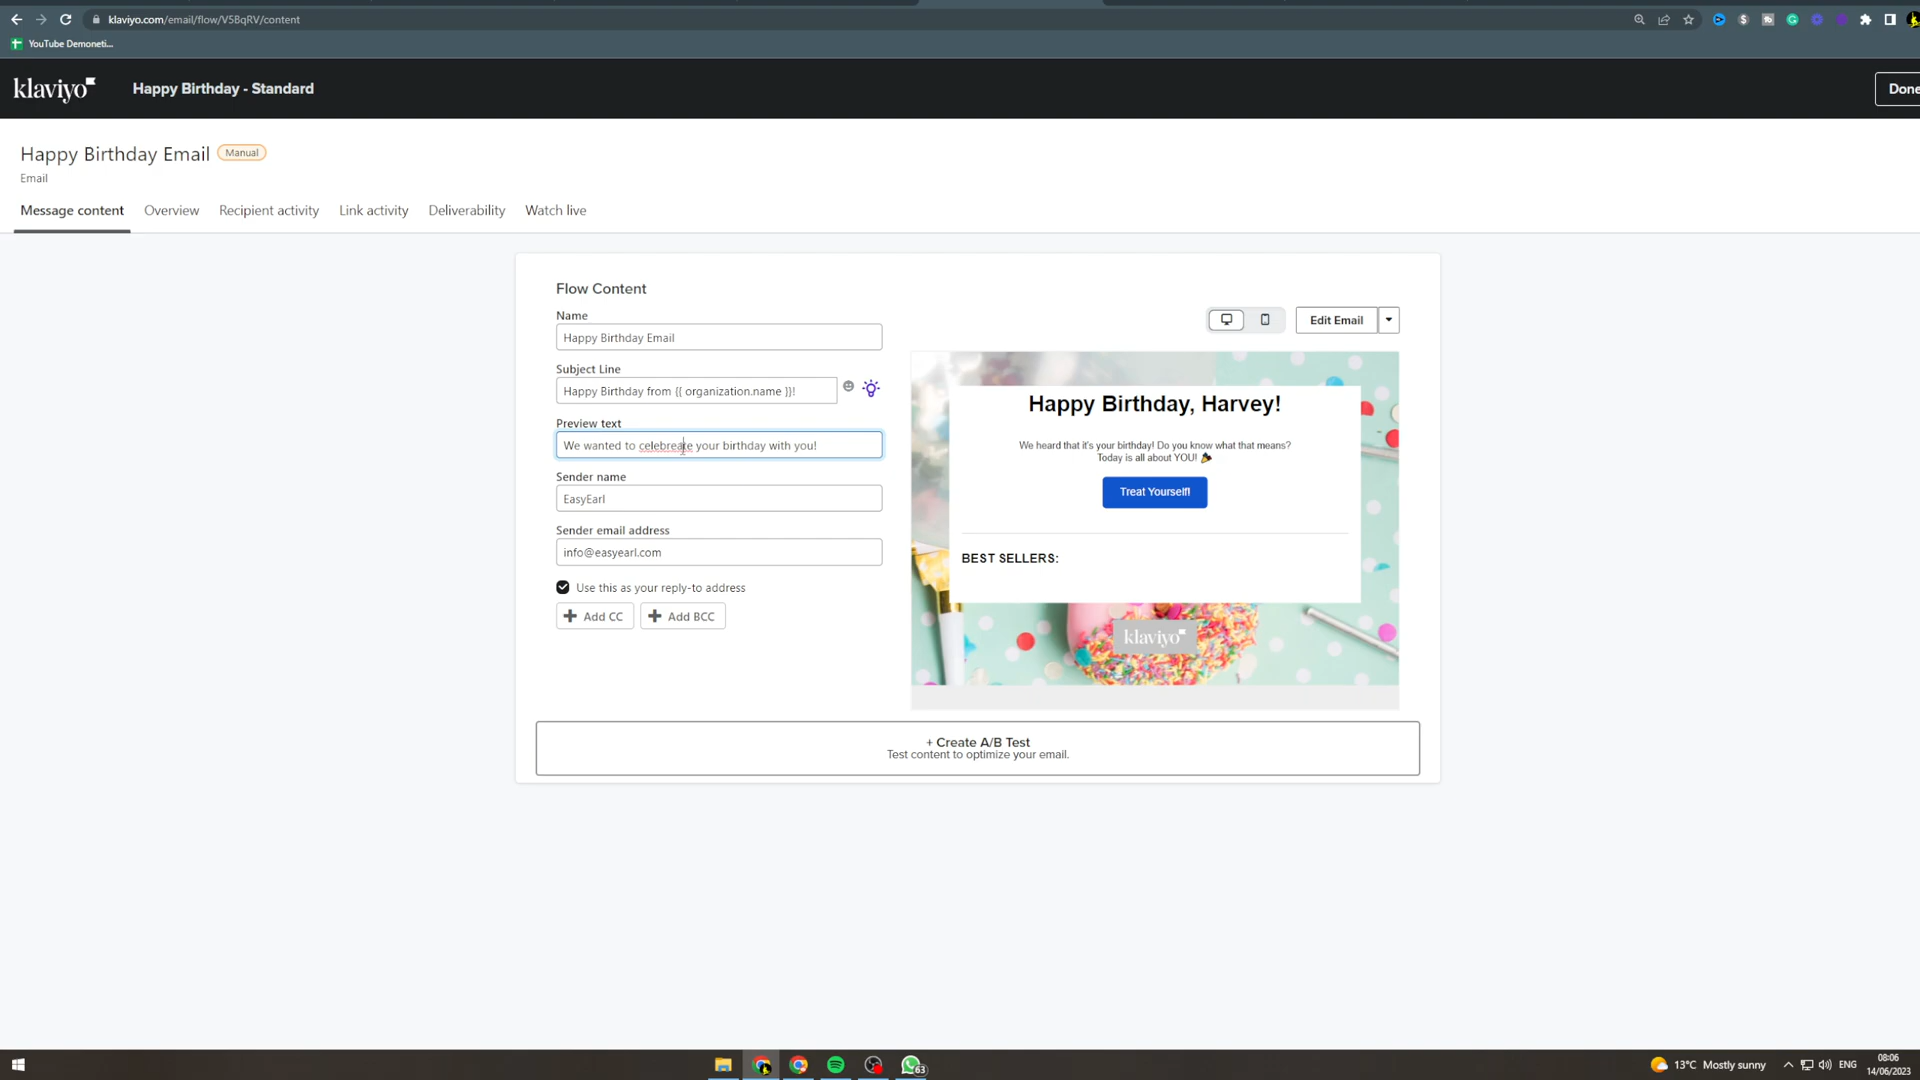 klaviyo.com/email/flow/V5BqRV/content
YouTube Demoneti...
klaviyo
Happy Birthday - Standard
Done
Happy Birthday Email
Manual
Email
Message content
Overview
Recipient activity
Link activity
Deliverability
Watch live
Flow Content
Name
Happy Birthday Email
Subject Line
Happy Birthday from {{ organization.name }}!
Preview text
We wanted to celebreate your birthday with you!
Sender name
EasyEarl
Sender email address
info@easyearl.com
Use this as your reply-to address
Add CC
Add BCC
Edit Email
Happy Birthday, Harvey!
We heard that it's your birthday! Do you know what that means?
Today is all about YOU! 🎉
Treat Yourself!
BEST SELLERS:
klaviyo
+ Create A/B Test
Test content to optimize your email.
63
13°C Mostly sunny
ENG
08:06
14/06/2023